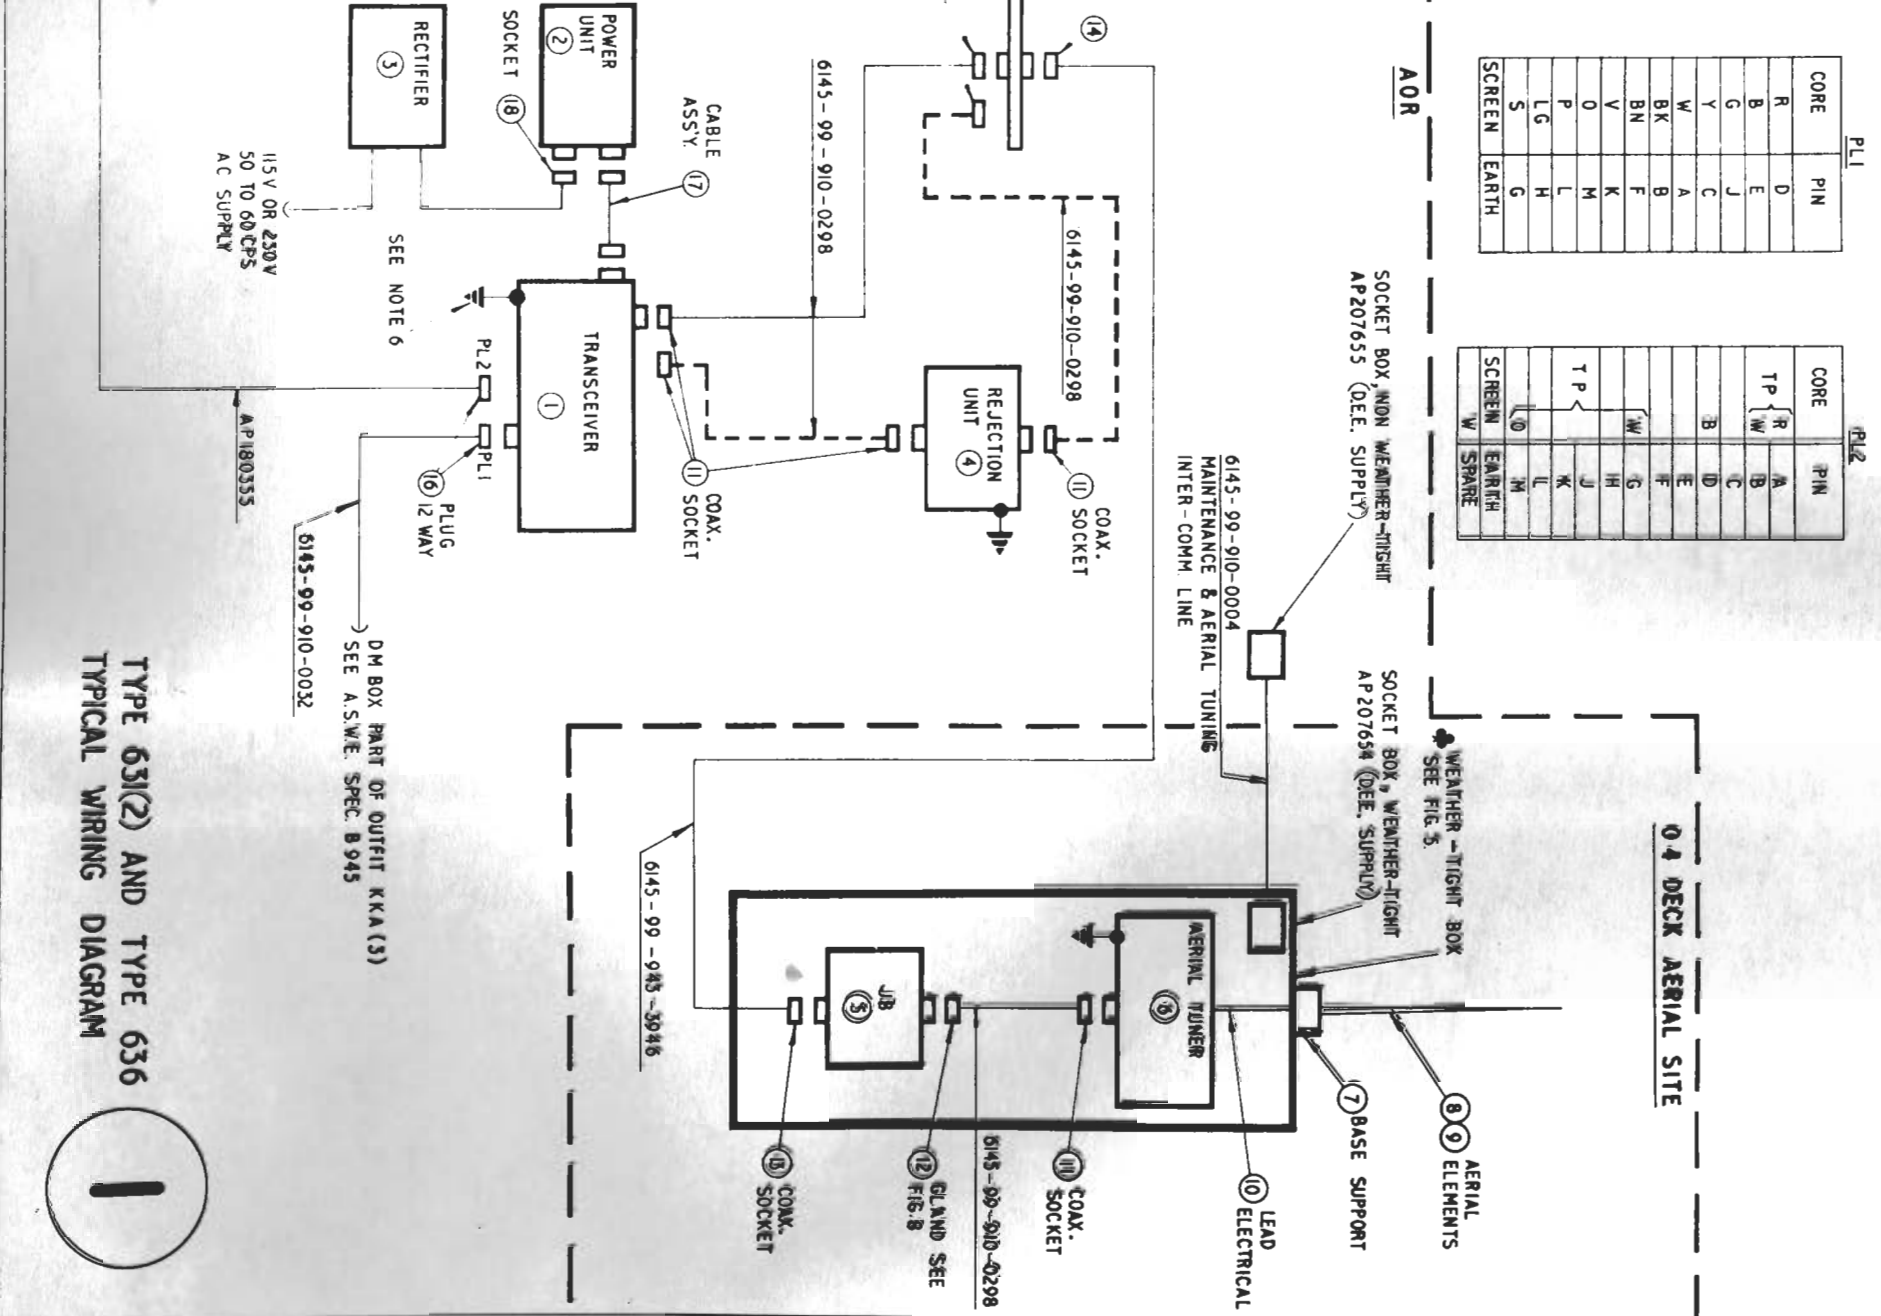 PL1
CORE PIN
R D
B E
G J
Y C
W A
BK B
BN F
V K
O M
P L
LG H
S G
SCREEN EARTH
PL2
CORE PIN
TP
R A
W B
C
B D
E
F
W G
H
TP
J
K
L
O M
SCREEN EARTH
W SPARE
AOR
04 DECK AERIAL SITE
14
SOCKET BOX, NON WEATHER-TIGHT
AP207655 (D.E.E. SUPPLY)
♣ WEATHER-TIGHT BOX
SEE FIG. 5.
SOCKET BOX, WEATHER-TIGHT
AP207654 (D.E.E. SUPPLY)
6145-99-910-0004
MAINTENANCE & AERIAL TUNING
INTER-COMM. LINE
8 9 AERIAL
ELEMENTS
7 BASE SUPPORT
10 LEAD
ELECTRICAL
AERIAL TUNER
6
11 COAX.
SOCKET
6145-99-910-0298
12 GLAND SEE
FIG. 8
JB
5
13 COAX.
SOCKET
6145-99-943-3946
6145-99-910-0298
REJECTION
UNIT
4
COAX.
11 SOCKET
6145-99-910-0298
COAX.
11 SOCKET
CABLE
ASS'Y.
17
POWER
UNIT
2
SOCKET 18
RECTIFIER
3
115V OR 230V
50 TO 60 CPS
AC SUPPLY
SEE NOTE 6
TRANSCEIVER
1
PL2
PL1
16 PLUG
12 WAY
AP180333
6145-99-910-0032
DM BOX PART OF OUTFIT KKA(3)
SEE A.S.W.E. SPEC. B945
TYPE 631(2) AND TYPE 636
TYPICAL WIRING DIAGRAM
1